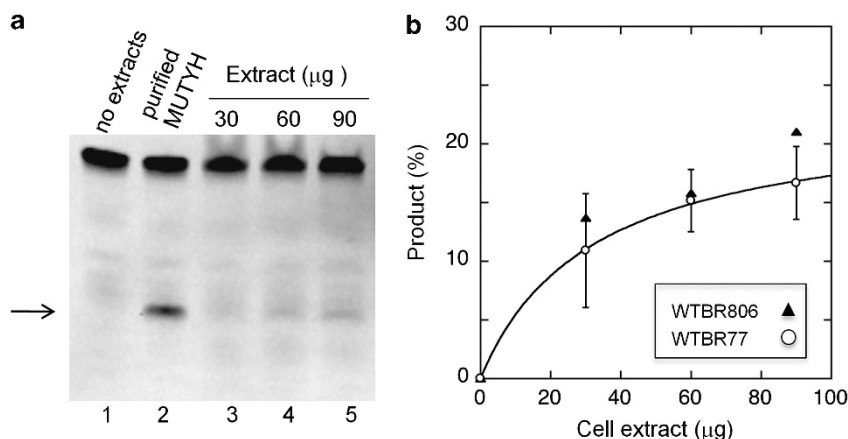 a
no extracts
purified
MUTYH
Extract (μg )
30 60 90
1 2 3 4 5
b
30
20
10
0
Product (%)
WTBR806
WTBR77
0 20 40 60 80 100
Cell extract (μg)